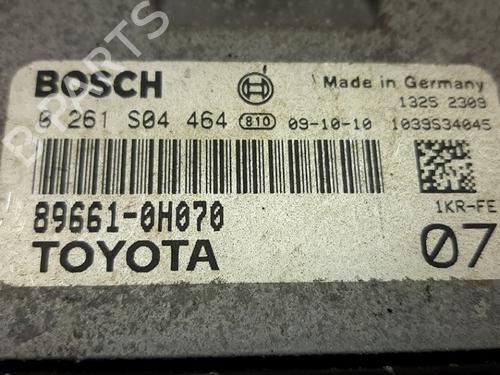 BOSCH Made in Germany
1325 2309
0 261 S04 464 810 09-10-10 1039S34045
89661-0H070 1KR-FE
TOYOTA 07
B-PARTS